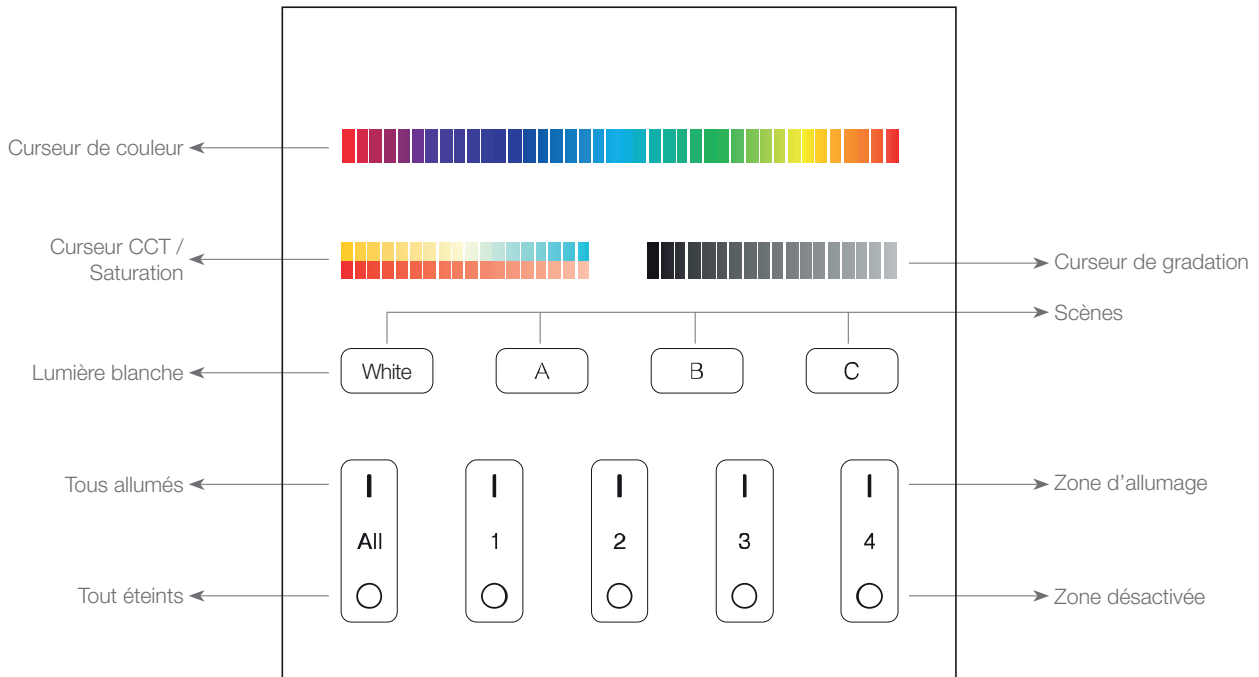 Curseur de couleur
Curseur CCT /
Saturation
Curseur de gradation
Scènes
Lumière blanche
White
A
B
C
Tous allumés
Zone d'allumage
All
1
2
3
4
Tout éteints
Zone désactivée